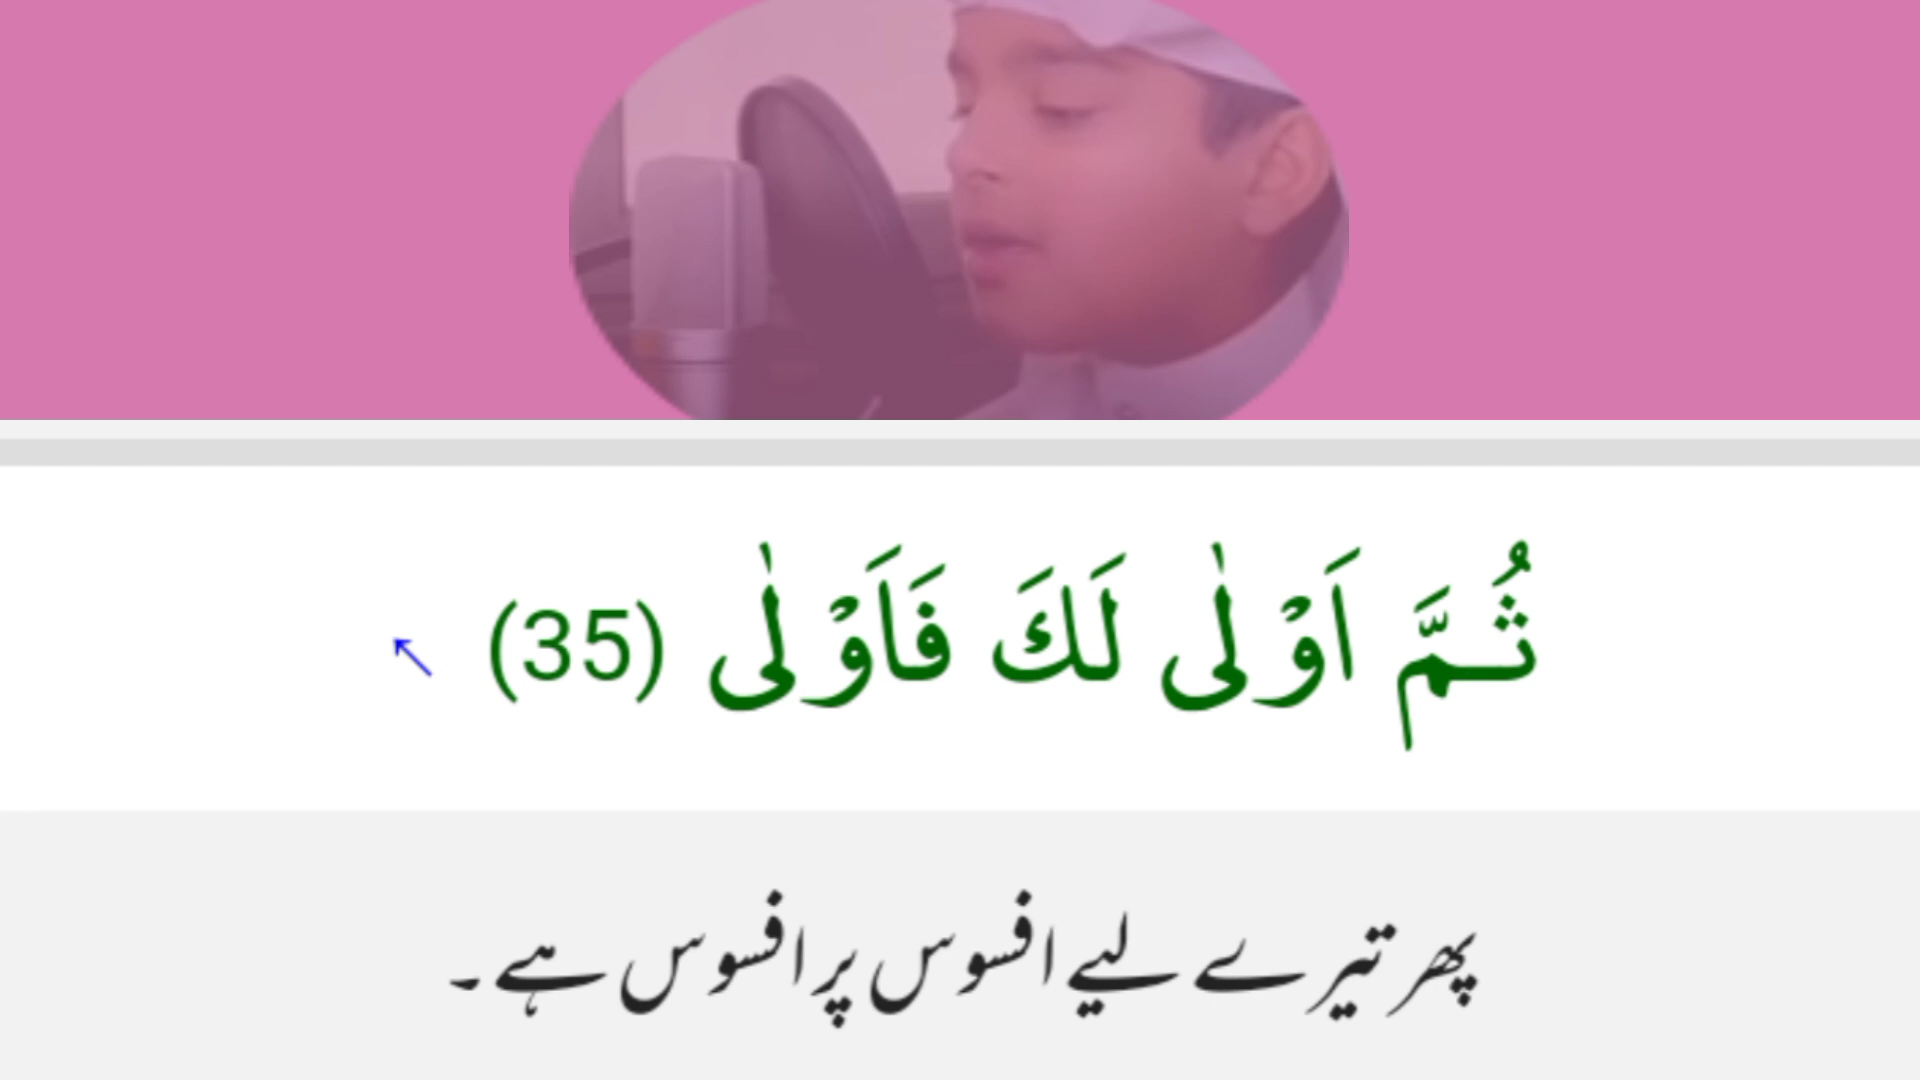 ثُمَّ اَوْلٰى لَكَ فَاَوْلٰى (35)
پھر تیرے لیے افسوس پر افسوس ہے۔